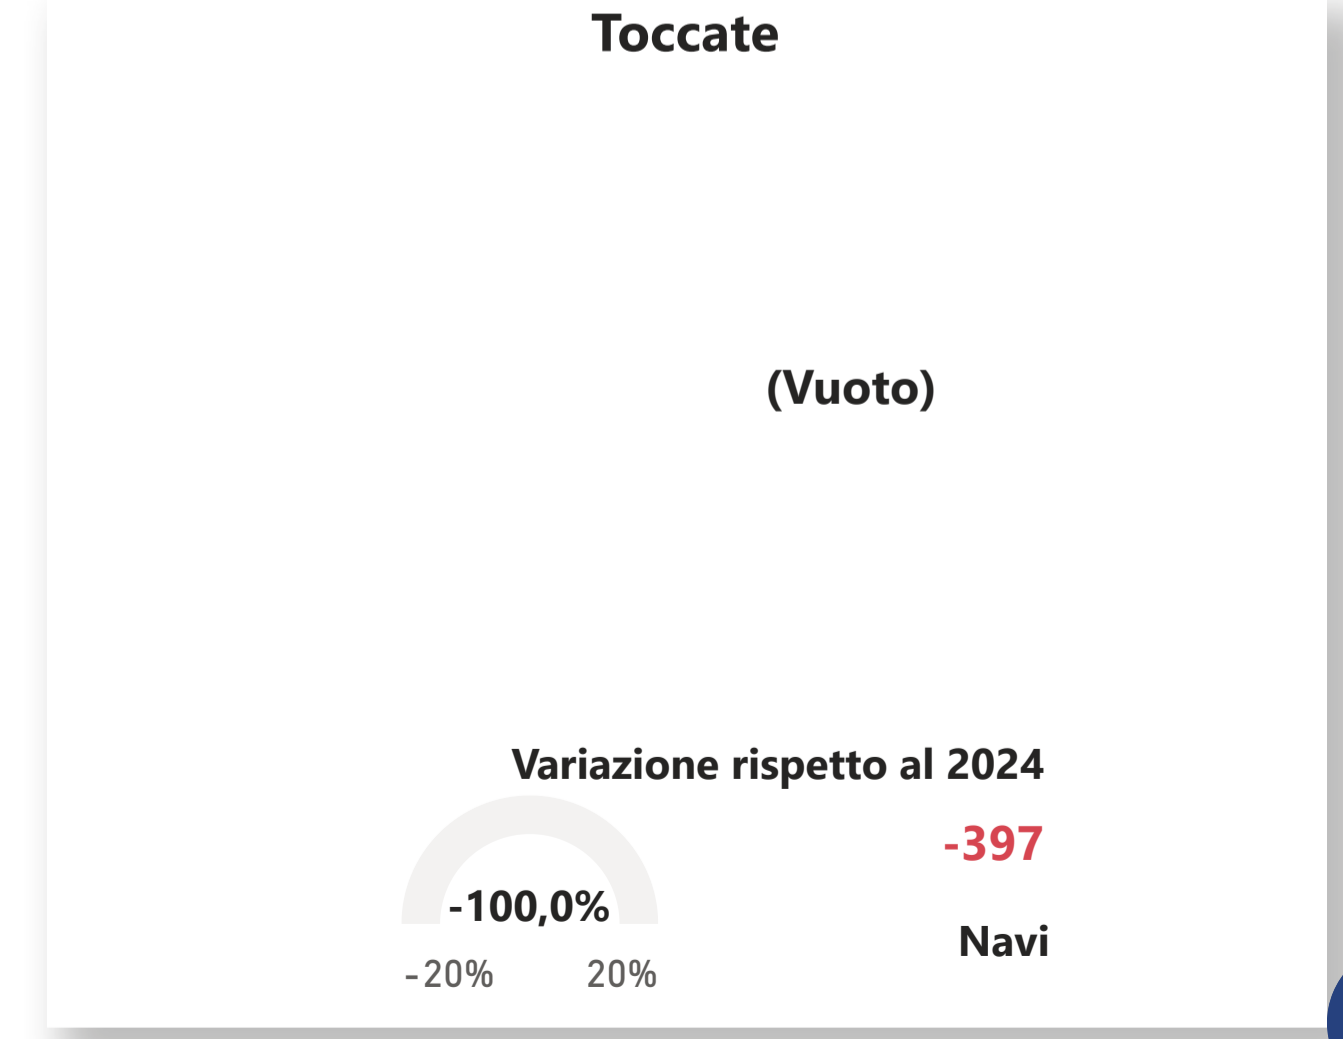 Toccate
(Vuoto)
Variazione rispetto al 2024
-397
-100,0%
Navi
-20%
20%